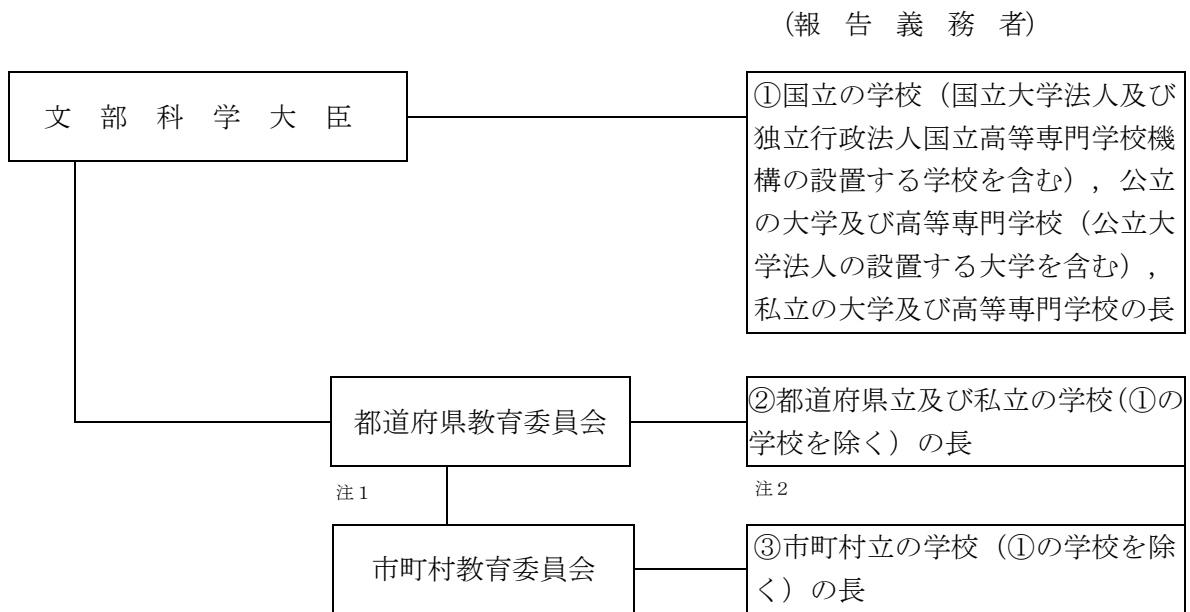 (報 告 義 務 者)
文 部 科 学 大 臣
①国立の学校（国立大学法人及び
独立行政法人国立高等専門学校機
構の設置する学校を含む），公立
の大学及び高等専門学校（公立大
学法人の設置する大学を含む），
私立の大学及び高等専門学校の長
都道府県教育委員会
②都道府県立及び私立の学校(①の
学校を除く）の長
注１
注２
市町村教育委員会
③市町村立の学校（①の学校を除
く）の長